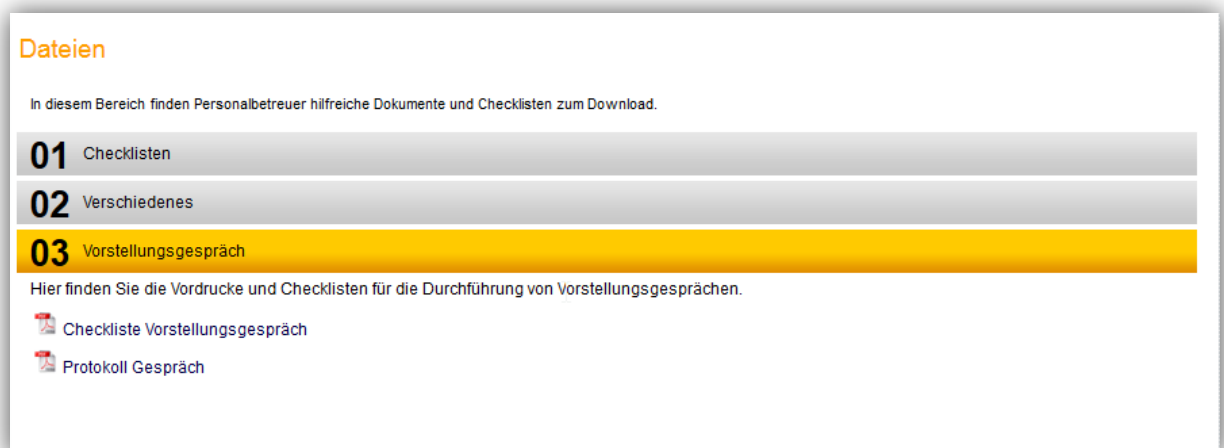 Dateien
In diesem Bereich finden Personalbetreuer hilfreiche Dokumente und Checklisten zum Download.
01 Checklisten
02 Verschiedenes
03 Vorstellungsgespräch
Hier finden Sie die Vordrucke und Checklisten für die Durchführung von Vorstellungsgesprächen.
Checkliste Vorstellungsgespräch
Protokoll Gespräch